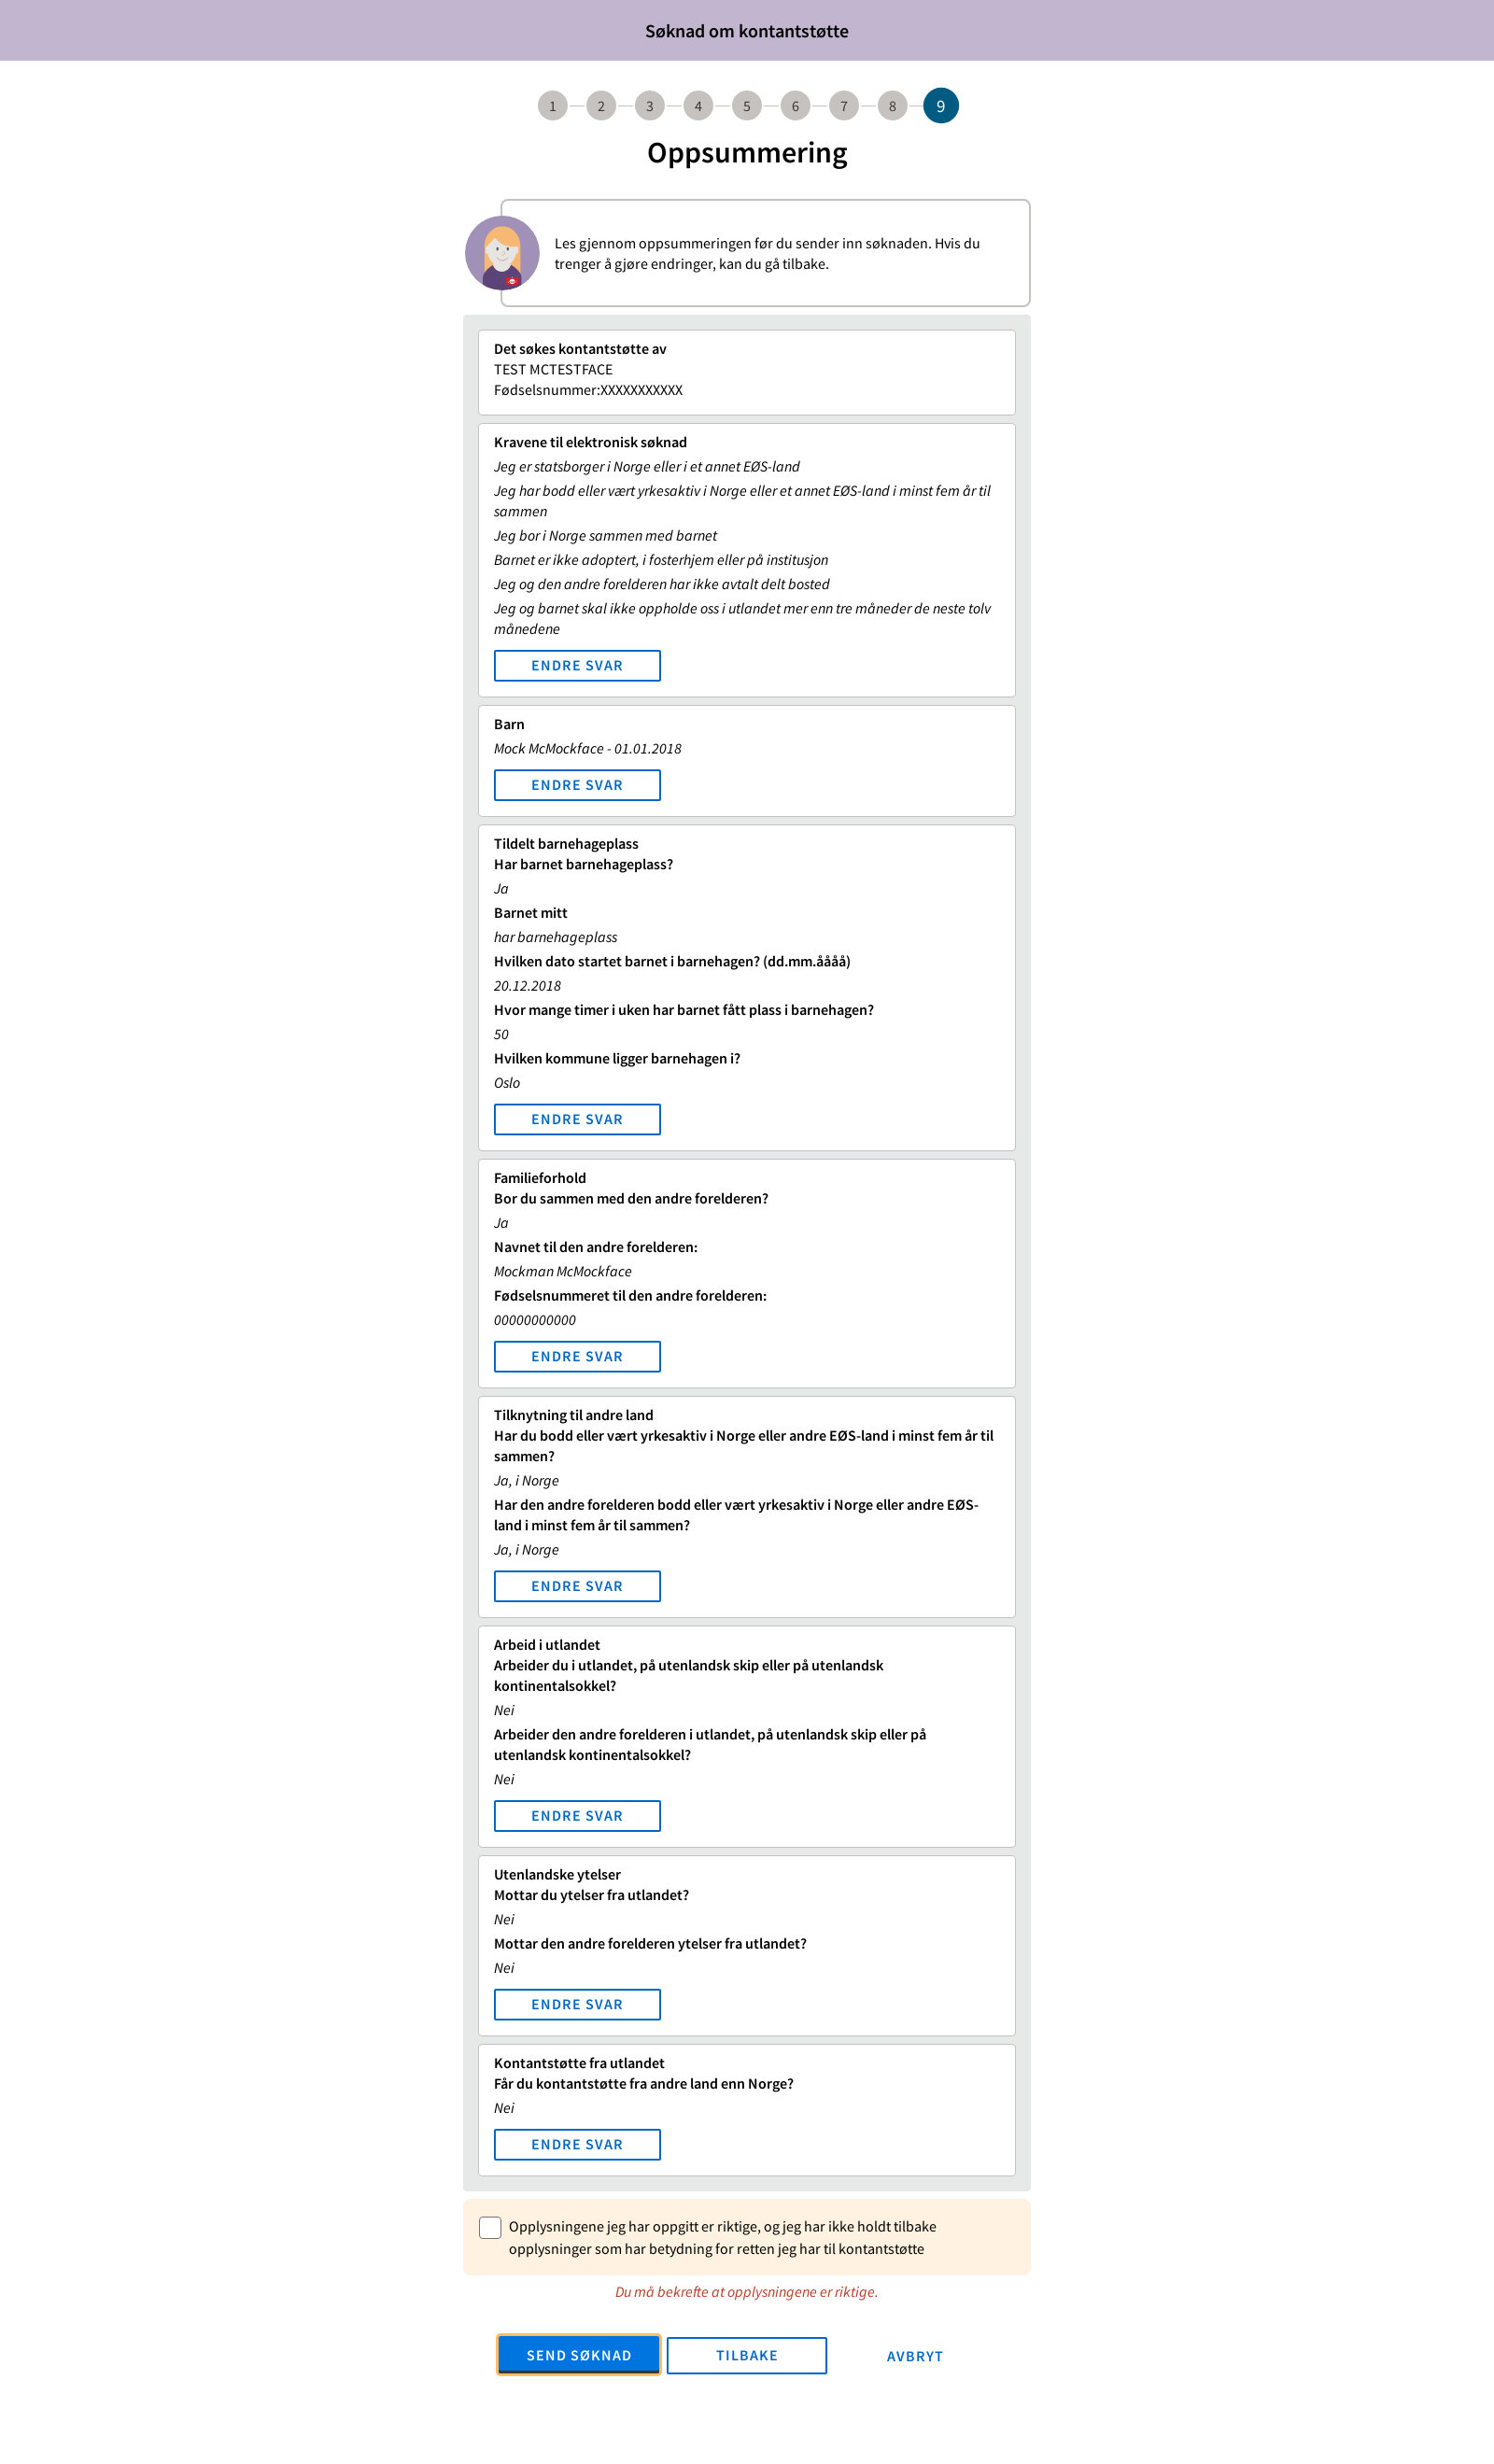 Søknad om kontantstøtte
1 2 3 4 5 6 7 8 9
Oppsummering
Les gjennom oppsummeringen før du sender inn søknaden. Hvis du
trenger å gjøre endringer, kan du gå tilbake.
Det søkes kontantstøtte av
TEST MCTESTFACE
Fødselsnummer:XXXXXXXXXXX
Kravene til elektronisk søknad
Jeg er statsborger i Norge eller i et annet EØS-land
Jeg har bodd eller vært yrkesaktiv i Norge eller et annet EØS-land i minst fem år til
sammen
Jeg bor i Norge sammen med barnet
Barnet er ikke adoptert, i fosterhjem eller på institusjon
Jeg og den andre forelderen har ikke avtalt delt bosted
Jeg og barnet skal ikke oppholde oss i utlandet mer enn tre måneder de neste tolv
månedene
ENDRE SVAR
Barn
Mock McMockface - 01.01.2018
ENDRE SVAR
Tildelt barnehageplass
Har barnet barnehageplass?
Ja
Barnet mitt
har barnehageplass
Hvilken dato startet barnet i barnehagen? (dd.mm.åååå)
20.12.2018
Hvor mange timer i uken har barnet fått plass i barnehagen?
50
Hvilken kommune ligger barnehagen i?
Oslo
ENDRE SVAR
Familieforhold
Bor du sammen med den andre forelderen?
Ja
Navnet til den andre forelderen:
Mockman McMockface
Fødselsnummeret til den andre forelderen:
00000000000
ENDRE SVAR
Tilknytning til andre land
Har du bodd eller vært yrkesaktiv i Norge eller andre EØS-land i minst fem år til
sammen?
Ja, i Norge
Har den andre forelderen bodd eller vært yrkesaktiv i Norge eller andre EØS-
land i minst fem år til sammen?
Ja, i Norge
ENDRE SVAR
Arbeid i utlandet
Arbeider du i utlandet, på utenlandsk skip eller på utenlandsk
kontinentalsokkel?
Nei
Arbeider den andre forelderen i utlandet, på utenlandsk skip eller på
utenlandsk kontinentalsokkel?
Nei
ENDRE SVAR
Utenlandske ytelser
Mottar du ytelser fra utlandet?
Nei
Mottar den andre forelderen ytelser fra utlandet?
Nei
ENDRE SVAR
Kontantstøtte fra utlandet
Får du kontantstøtte fra andre land enn Norge?
Nei
ENDRE SVAR
Opplysningene jeg har oppgitt er riktige, og jeg har ikke holdt tilbake
opplysninger som har betydning for retten jeg har til kontantstøtte
Du må bekrefte at opplysningene er riktige.
SEND SØKNAD TILBAKE AVBRYT